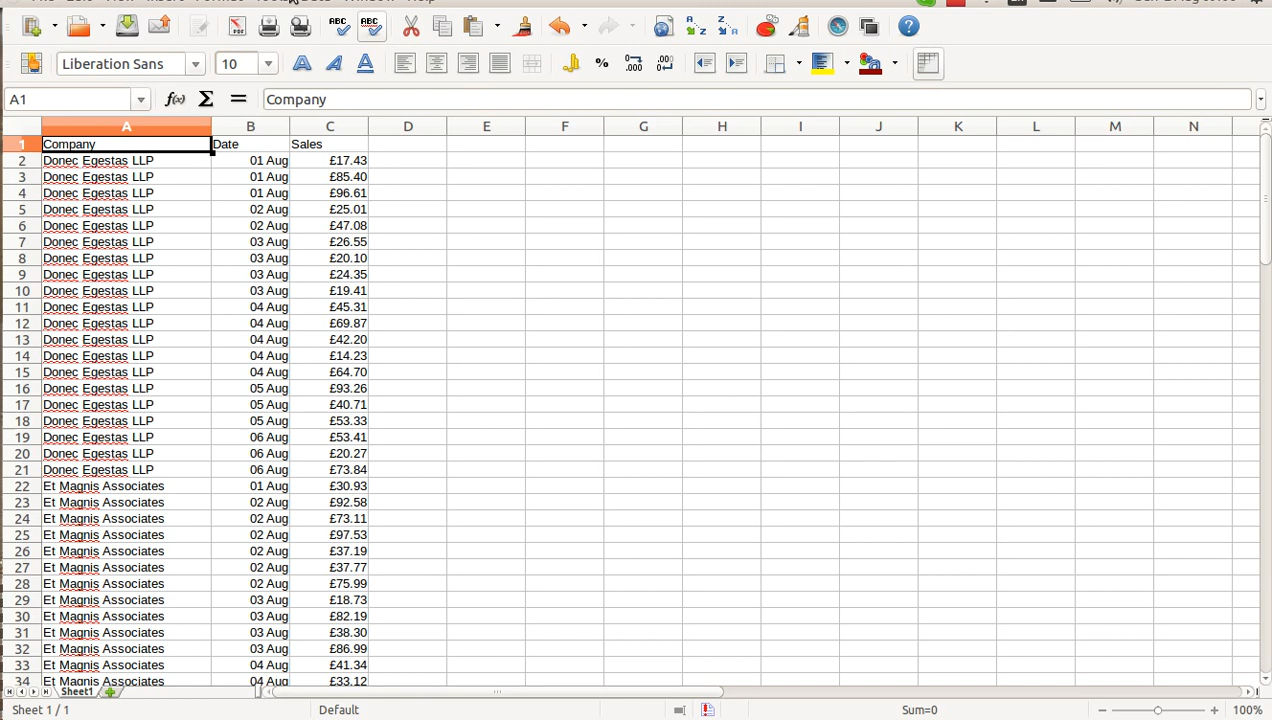 ABC ABC
Liberation Sans 10 % .000 .000
A1 f(x) Σ = Company
A B C D E F G H I J K L M N
1 Company Date Sales
2 Donec Egestas LLP 01 Aug £17.43
3 Donec Egestas LLP 01 Aug £85.40
4 Donec Egestas LLP 01 Aug £96.61
5 Donec Egestas LLP 02 Aug £25.01
6 Donec Egestas LLP 02 Aug £47.08
7 Donec Egestas LLP 03 Aug £26.55
8 Donec Egestas LLP 03 Aug £20.10
9 Donec Egestas LLP 03 Aug £24.35
10 Donec Egestas LLP 03 Aug £19.41
11 Donec Egestas LLP 04 Aug £45.31
12 Donec Egestas LLP 04 Aug £69.87
13 Donec Egestas LLP 04 Aug £42.20
14 Donec Egestas LLP 04 Aug £14.23
15 Donec Egestas LLP 04 Aug £64.70
16 Donec Egestas LLP 05 Aug £93.26
17 Donec Egestas LLP 05 Aug £40.71
18 Donec Egestas LLP 05 Aug £53.33
19 Donec Egestas LLP 06 Aug £53.41
20 Donec Egestas LLP 06 Aug £20.27
21 Donec Egestas LLP 06 Aug £73.84
22 Et Magnis Associates 01 Aug £30.93
23 Et Magnis Associates 02 Aug £92.58
24 Et Magnis Associates 02 Aug £73.11
25 Et Magnis Associates 02 Aug £97.53
26 Et Magnis Associates 02 Aug £37.19
27 Et Magnis Associates 02 Aug £37.77
28 Et Magnis Associates 02 Aug £75.99
29 Et Magnis Associates 03 Aug £18.73
30 Et Magnis Associates 03 Aug £82.19
31 Et Magnis Associates 03 Aug £38.30
32 Et Magnis Associates 03 Aug £86.99
33 Et Magnis Associates 04 Aug £41.34
34 Et Magnis Associates 04 Aug £33.12
Sheet1
Sheet 1 / 1 Default Sum=0 100%